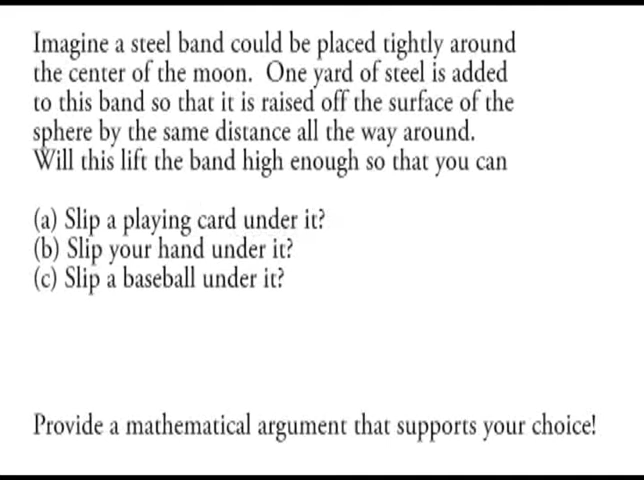 Imagine a steel band could be placed tightly around
the center of the moon. One yard of steel is added
to this band so that it is raised off the surface of the
sphere by the same distance all the way around.
Will this lift the band high enough so that you can
(a) Slip a playing card under it?
(b) Slip your hand under it?
(c) Slip a baseball under it?
Provide a mathematical argument that supports your choice!